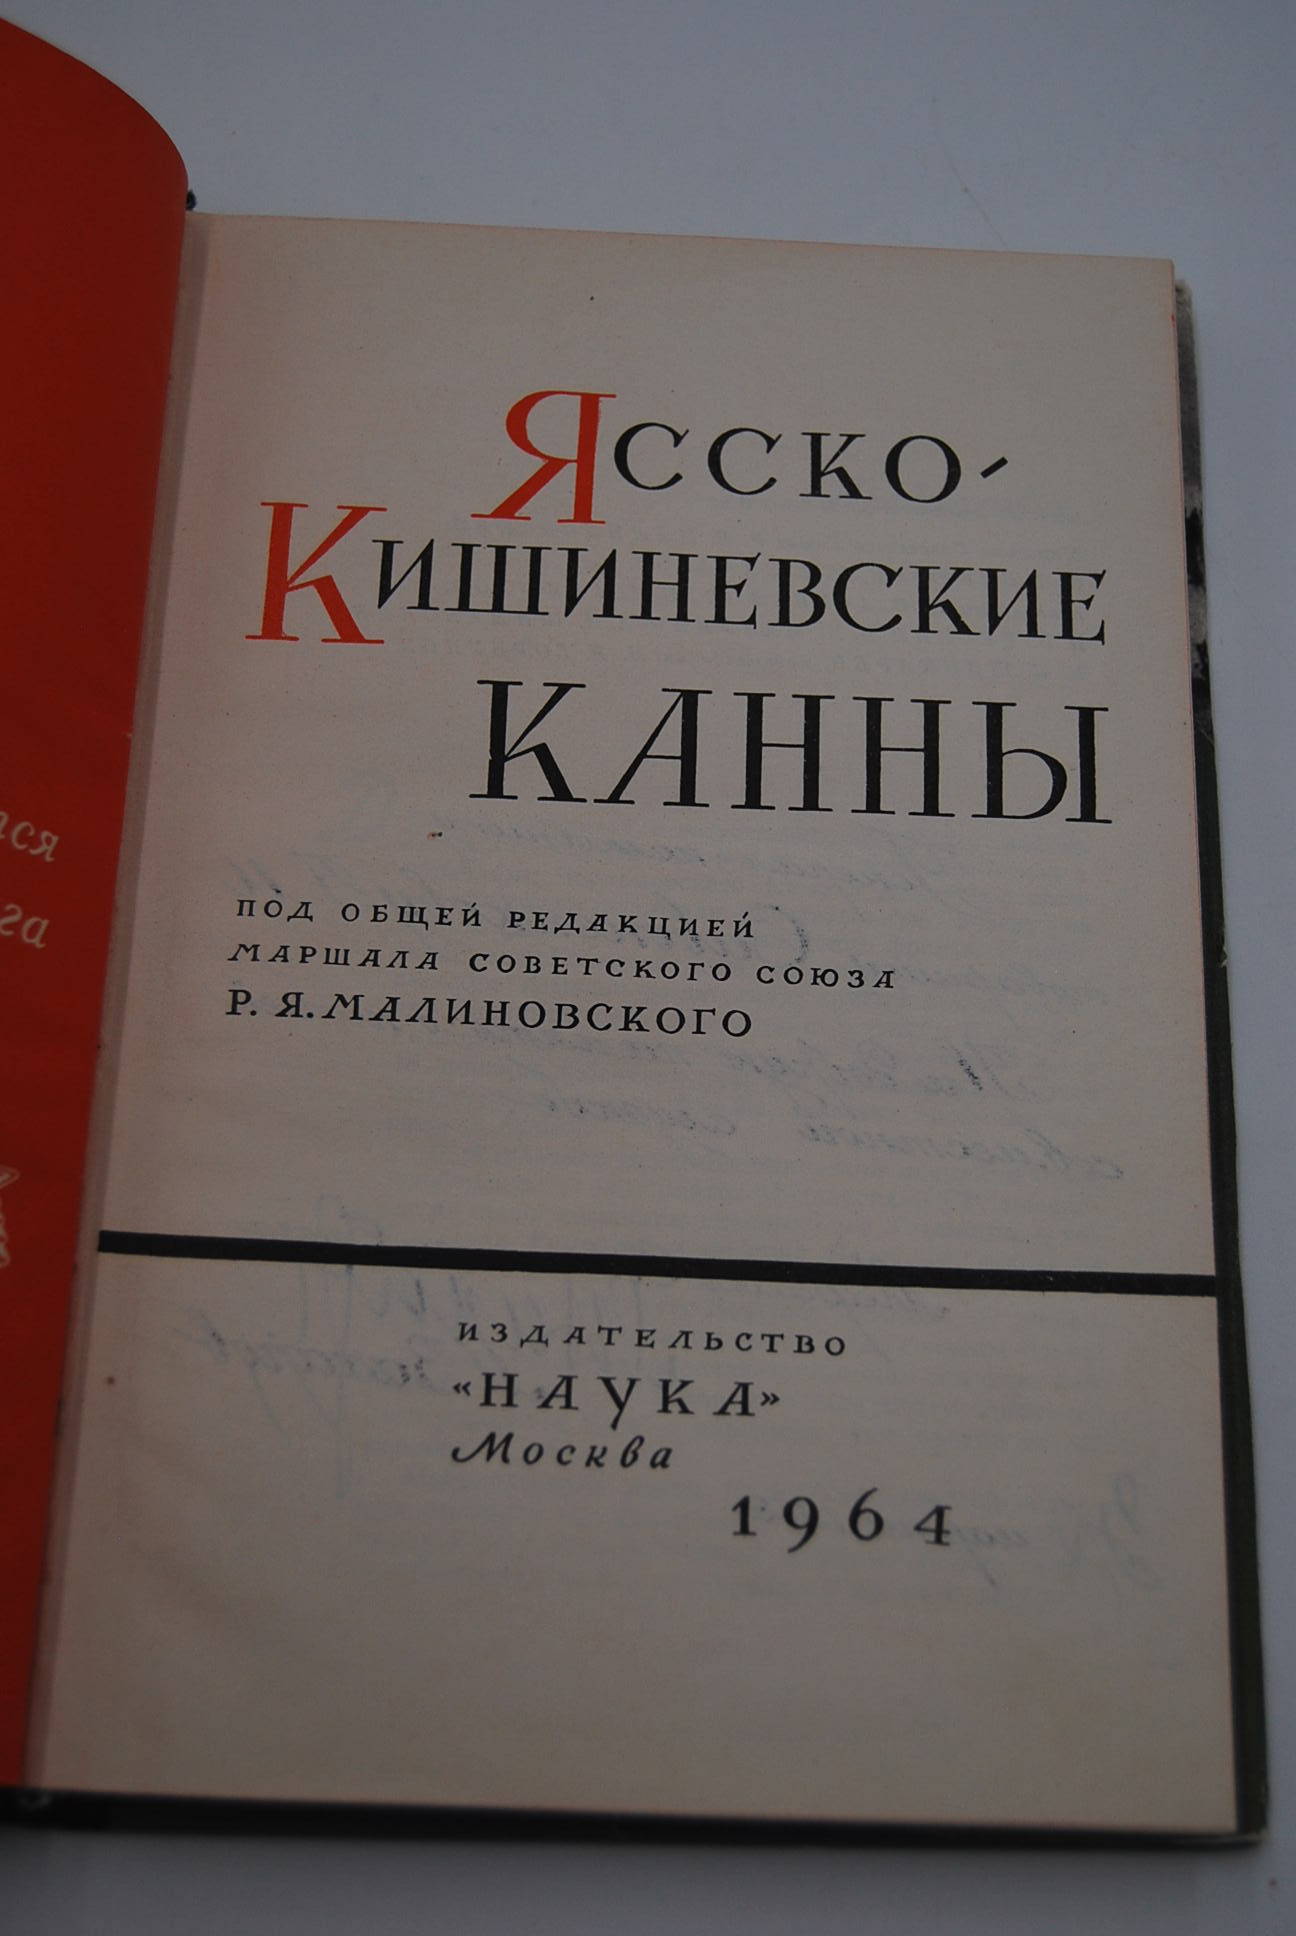 Ясско-
Кишиневские
КАННЫ
ПОД ОБЩЕЙ РЕДАКЦИЕЙ
МАРШАЛА СОВЕТСКОГО СОЮЗА
Р. Я. МАЛИНОВСКОГО
ИЗДАТЕЛЬСТВО
«НАУКА»
Москва
1964